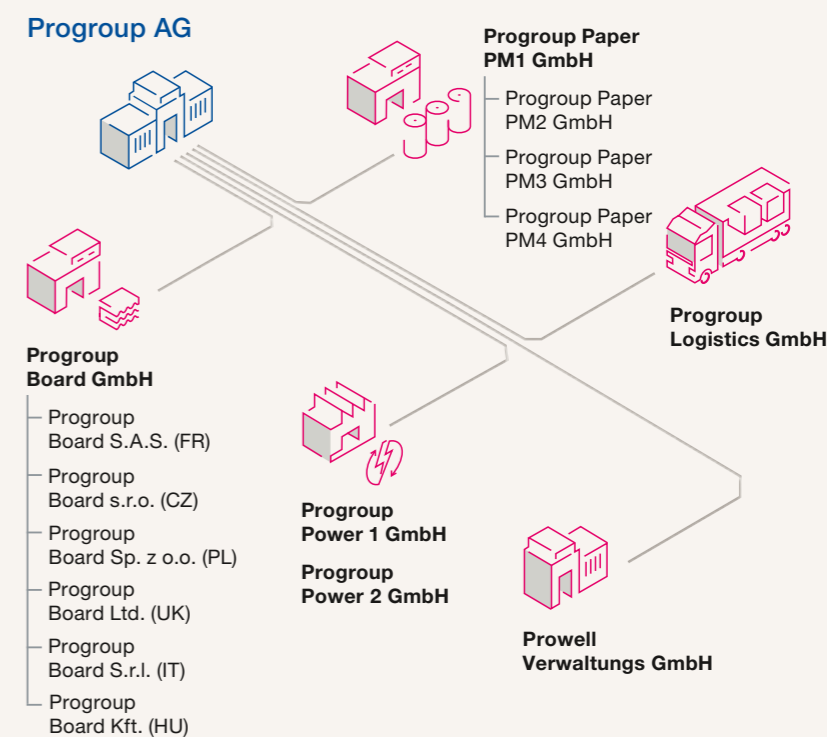 Progroup AG
Progroup Paper
PM1 GmbH
Progroup Paper
PM2 GmbH
Progroup Paper
PM3 GmbH
Progroup Paper
PM4 GmbH
Progroup
Logistics GmbH
Progroup
Board GmbH
Progroup
Board S.A.S. (FR)
Progroup
Board s.r.o. (CZ)
Progroup
Board Sp. z o.o. (PL)
Progroup
Board Ltd. (UK)
Progroup
Board S.r.l. (IT)
Progroup
Board Kft. (HU)
Progroup
Power 1 GmbH
Progroup
Power 2 GmbH
Prowell
Verwaltungs GmbH